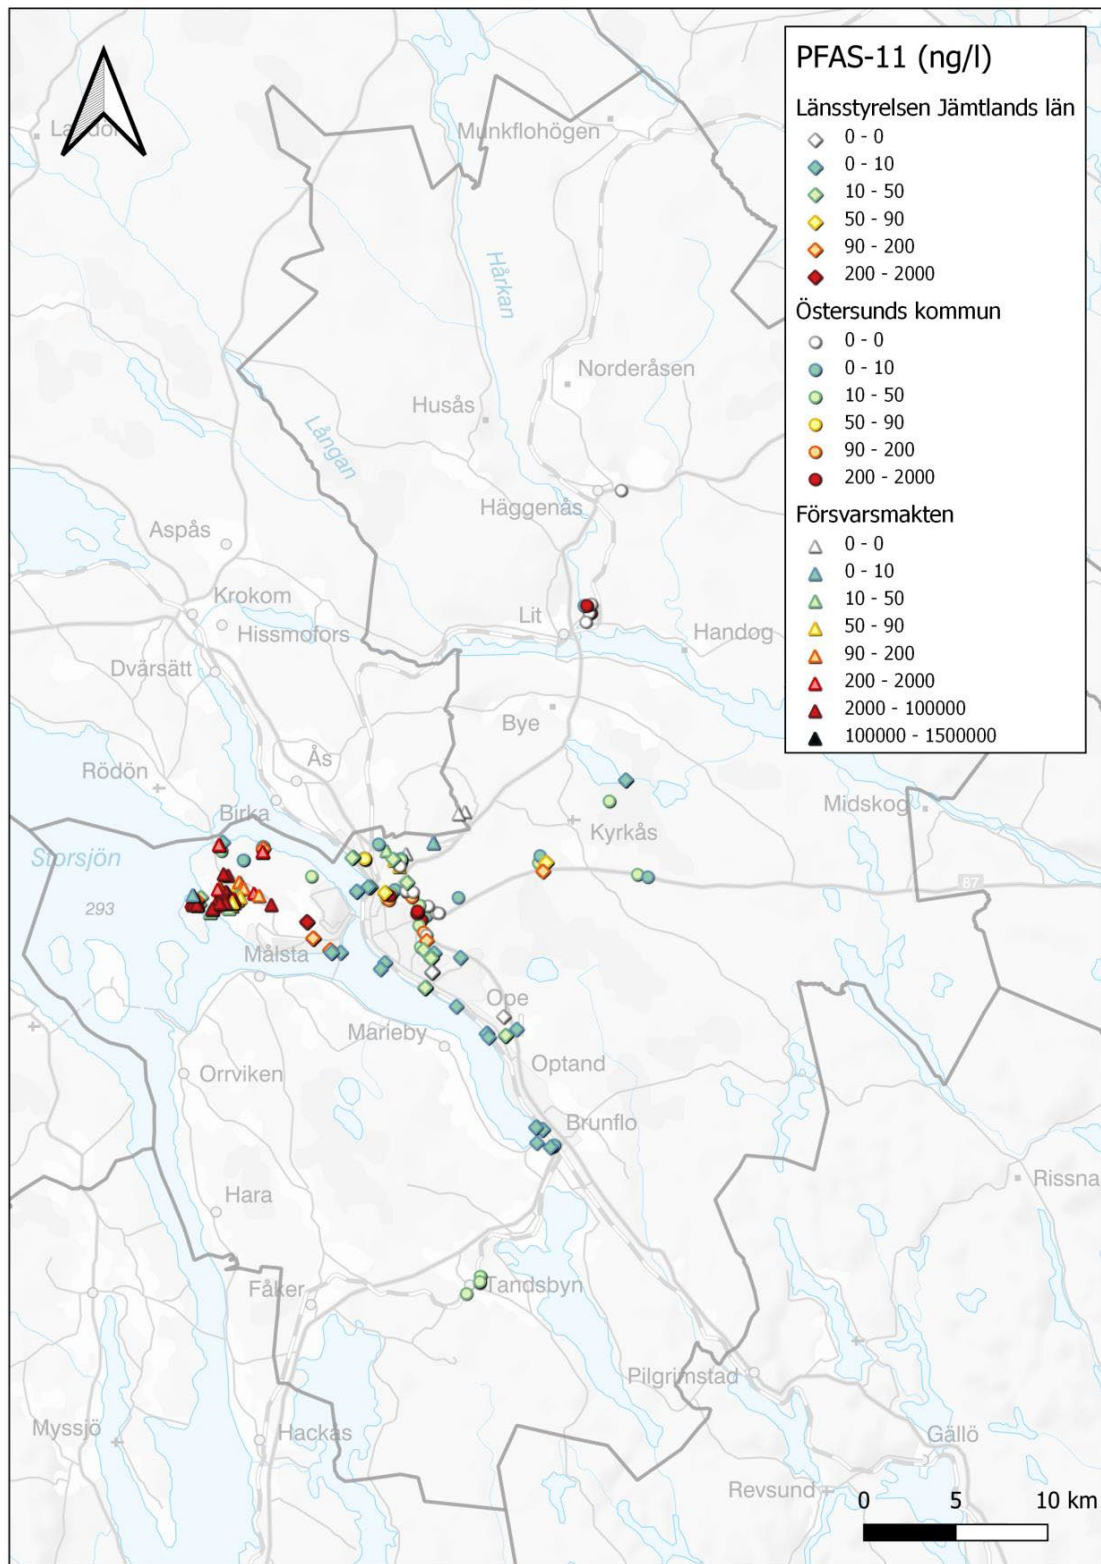 PFAS-11 (ng/l)
Länsstyrelsen Jämtlands län
0 - 0
0 - 10
10 - 50
50 - 90
90 - 200
200 - 2000
Östersunds kommun
0 - 0
0 - 10
10 - 50
50 - 90
90 - 200
200 - 2000
Försvarsmakten
0 - 0
0 - 10
10 - 50
50 - 90
90 - 200
200 - 2000
2000 - 100000
100000 - 1500000
Munkflohögen
Hårkan
Norderåsen
Husås
Långan
Häggenås
Aspås
Krokom
Hissmofors
Lit
Handog
Dvärsätt
Bye
Ås
Rödön
Birka
Midskog
Kyrkås
Storsjön
293
87
Målsta
Ope
Marieby
Optand
Orrviken
Brunflo
Rissna
Hara
Tandsbyn
Fåker
Pilgrimstad
Myssjö
Hackås
Gällö
Revsund
0 5 10 km